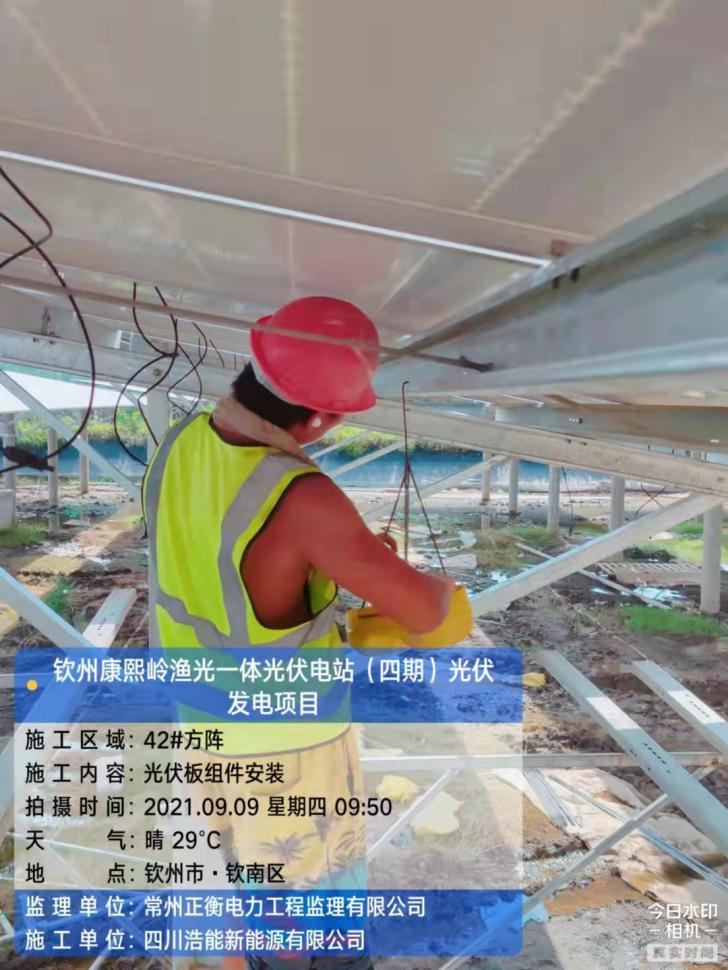 钦州康熙岭渔光一体光伏电站（四期）光伏
发电项目
施工区域：42#方阵
施工内容：光伏板组件安装
拍摄时间：2021.09.09 星期四 09:50
天气：晴 29°C
地点：钦州市·钦南区
监理单位：常州正衡电力工程监理有限公司
施工单位：四川浩能新能源有限公司
今日水印
相机
真实时间